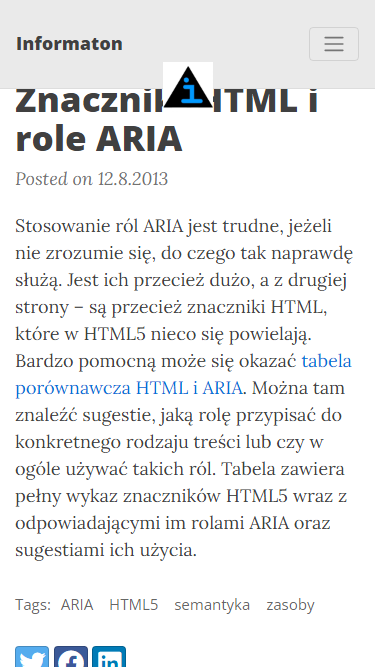 Informaton
Znaczniki HTML i
role ARIA
Posted on 12.8.2013
Stosowanie ról ARIA jest trudne, jeżeli
nie zrozumie się, do czego tak naprawdę
służą. Jest ich przecież dużo, a z drugiej
strony – są przecież znaczniki HTML,
które w HTML5 nieco się powielają.
Bardzo pomocną może się okazać tabela
porównawcza HTML i ARIA. Można tam
znaleźć sugestie, jaką rolę przypisać do
konkretnego rodzaju treści lub czy w
ogóle używać takich ról. Tabela zawiera
pełny wykaz znaczników HTML5 wraz z
odpowiadającymi im rolami ARIA oraz
sugestiami ich użycia.
Tags: ARIA HTML5 semantyka zasoby